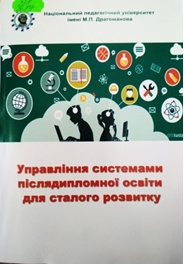 Національний педагогічний університет
імені М.П. Драгоманова
Управління системами
післядипломної освіти
для сталого розвитку